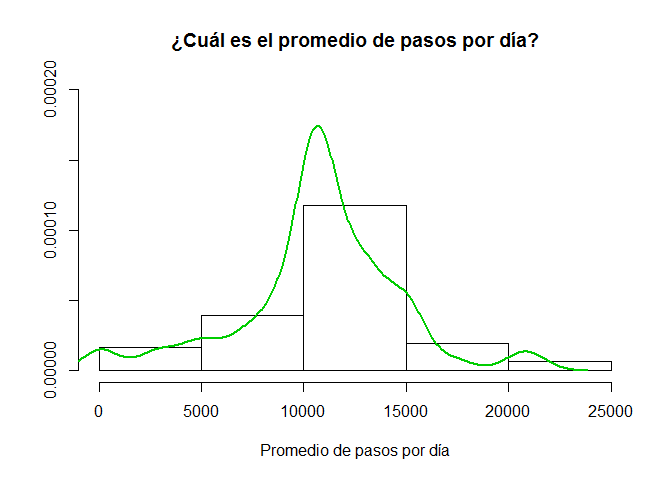 ¿Cuál es el promedio de pasos por día?
0.00020
0.00010
0.00000
0 5000 10000 15000 20000 25000
Promedio de pasos por día